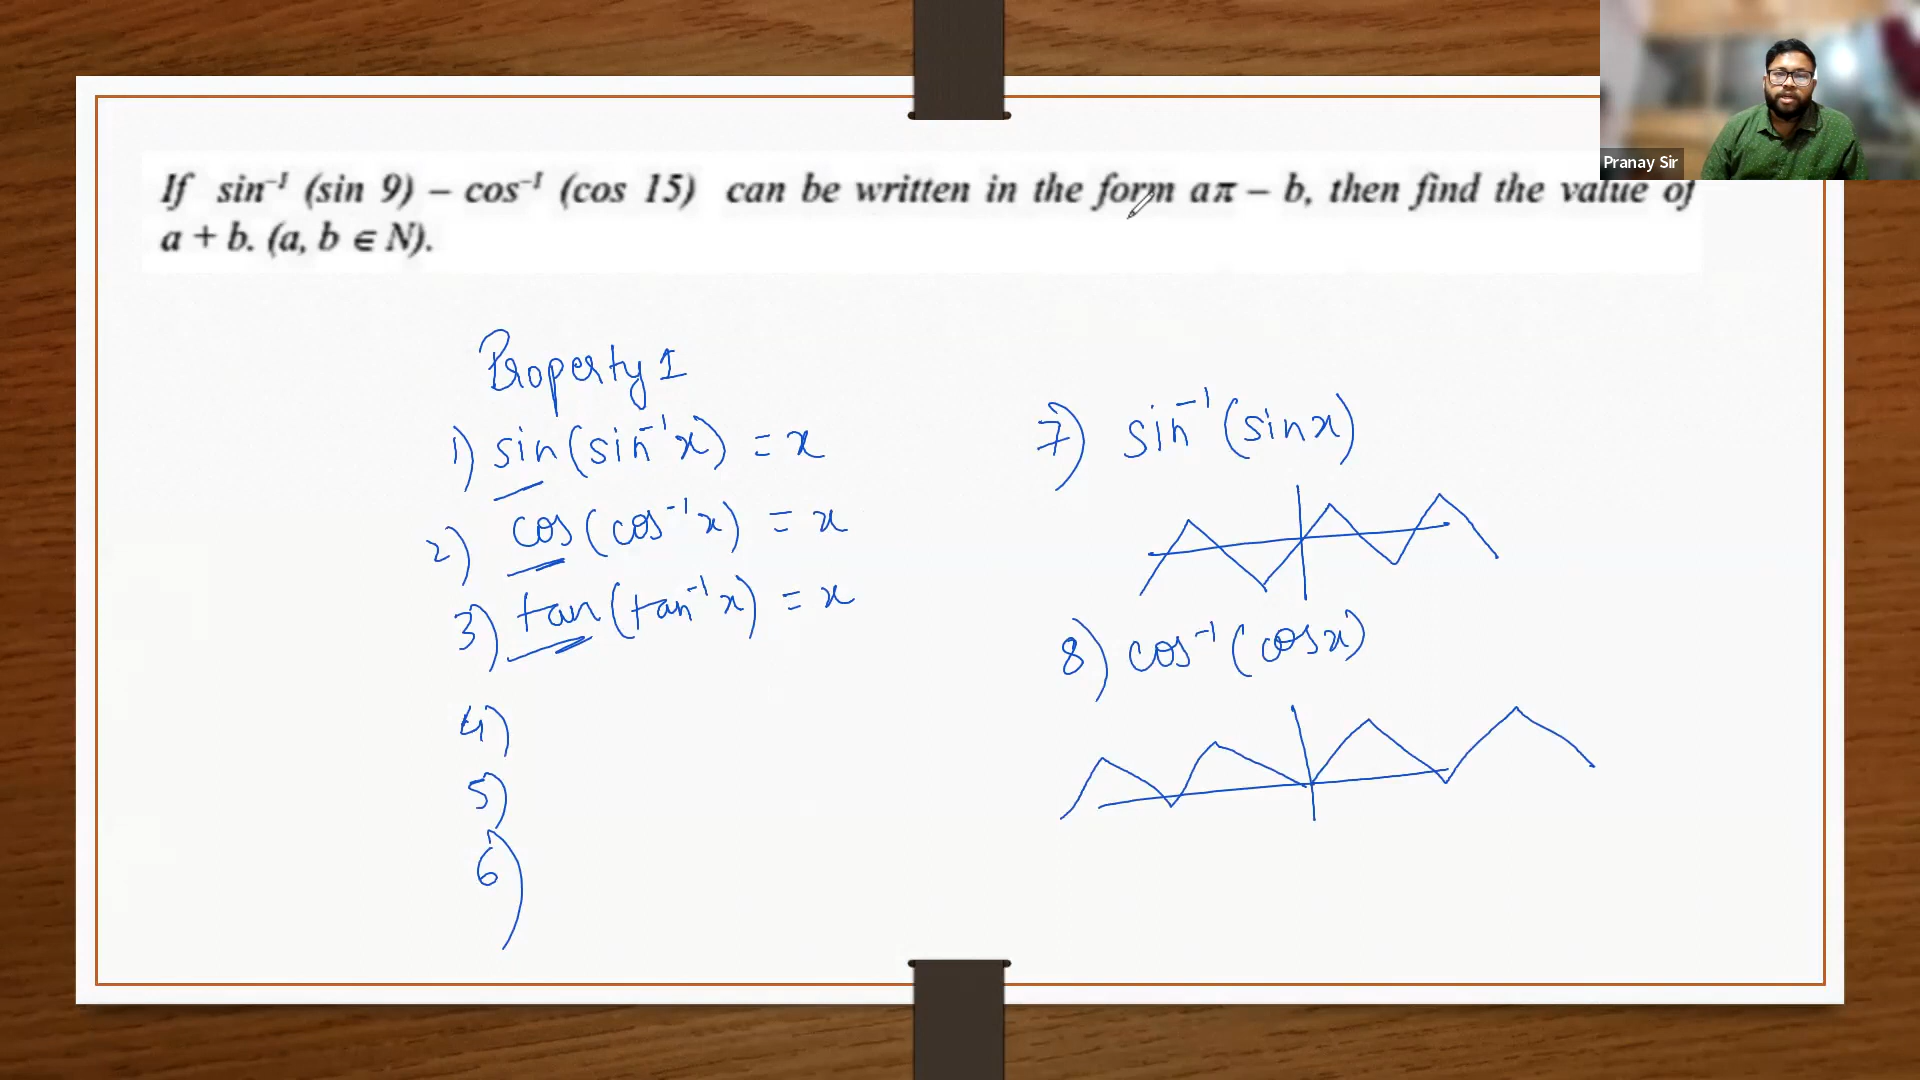 Pranay Sir
If sin⁻¹ (sin 9) – cos⁻¹ (cos 15) can be written in the form aπ – b, then find the value of
a + b. (a, b ∈ N).
Property 1
1) sin(sin⁻¹x) = x
2) cos(cos⁻¹x) = x
3) tan(tan⁻¹x) = x
4)
5)
6)
7) sin⁻¹(sinx)
8) cos⁻¹(cosx)